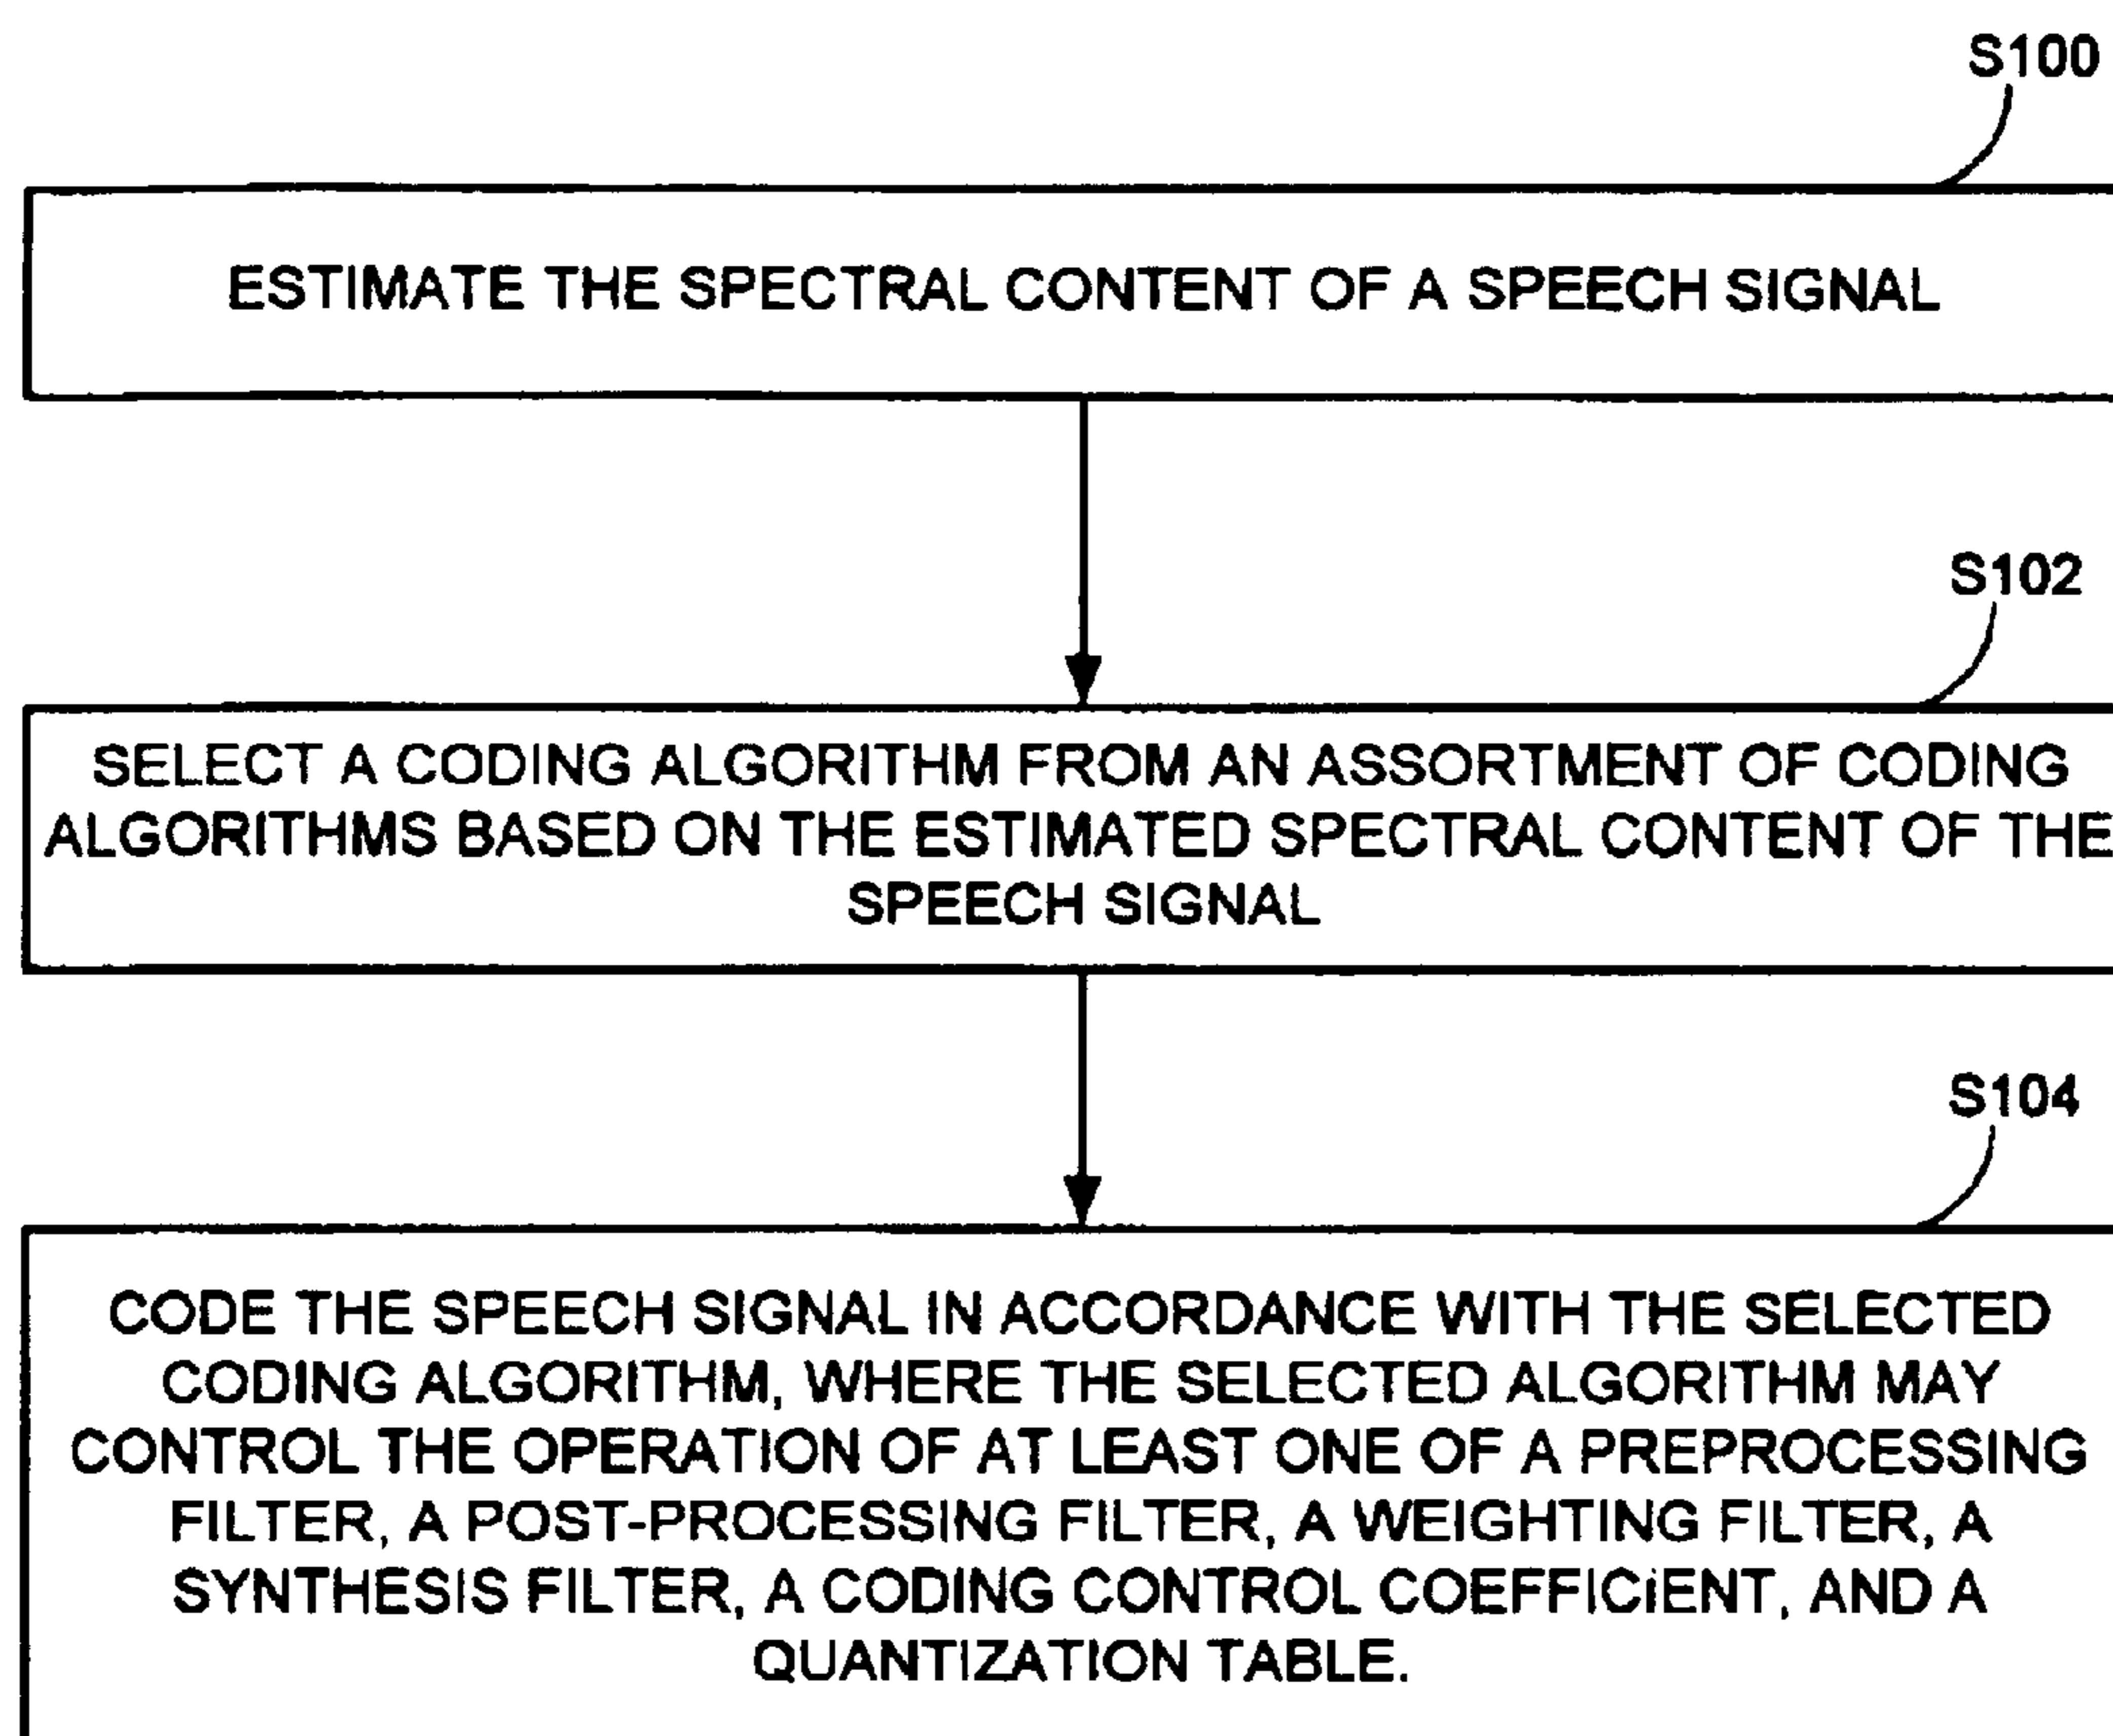 S100
ESTIMATE THE SPECTRAL CONTENT OF A SPEECH SIGNAL
S102
SELECT A CODING ALGORITHM FROM AN ASSORTMENT OF CODING
ALGORITHMS BASED ON THE ESTIMATED SPECTRAL CONTENT OF THE
SPEECH SIGNAL
S104
CODE THE SPEECH SIGNAL IN ACCORDANCE WITH THE SELECTED
CODING ALGORITHM, WHERE THE SELECTED ALGORITHM MAY
CONTROL THE OPERATION OF AT LEAST ONE OF A PREPROCESSING
FILTER, A POST-PROCESSING FILTER, A WEIGHTING FILTER, A
SYNTHESIS FILTER, A CODING CONTROL COEFFICIENT, AND A
QUANTIZATION TABLE.